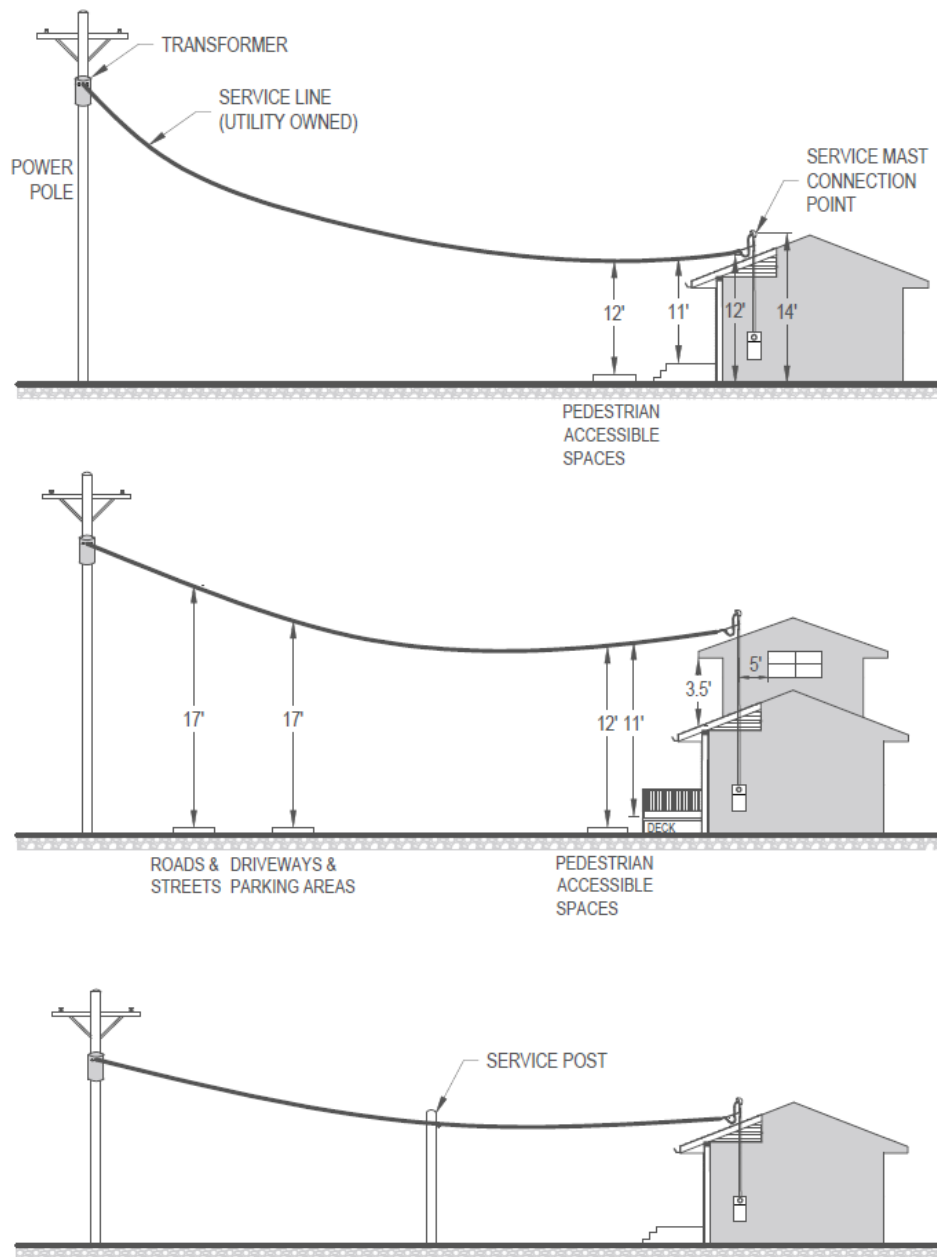 TRANSFORMER
SERVICE LINE
(UTILITY OWNED)
POWER
POLE
SERVICE MAST
CONNECTION
POINT
12'
11'
12'
14'
PEDESTRIAN
ACCESSIBLE
SPACES
5'
3.5'
17'
17'
12'
11'
DECK
ROADS &
STREETS
DRIVEWAYS &
PARKING AREAS
PEDESTRIAN
ACCESSIBLE
SPACES
SERVICE POST